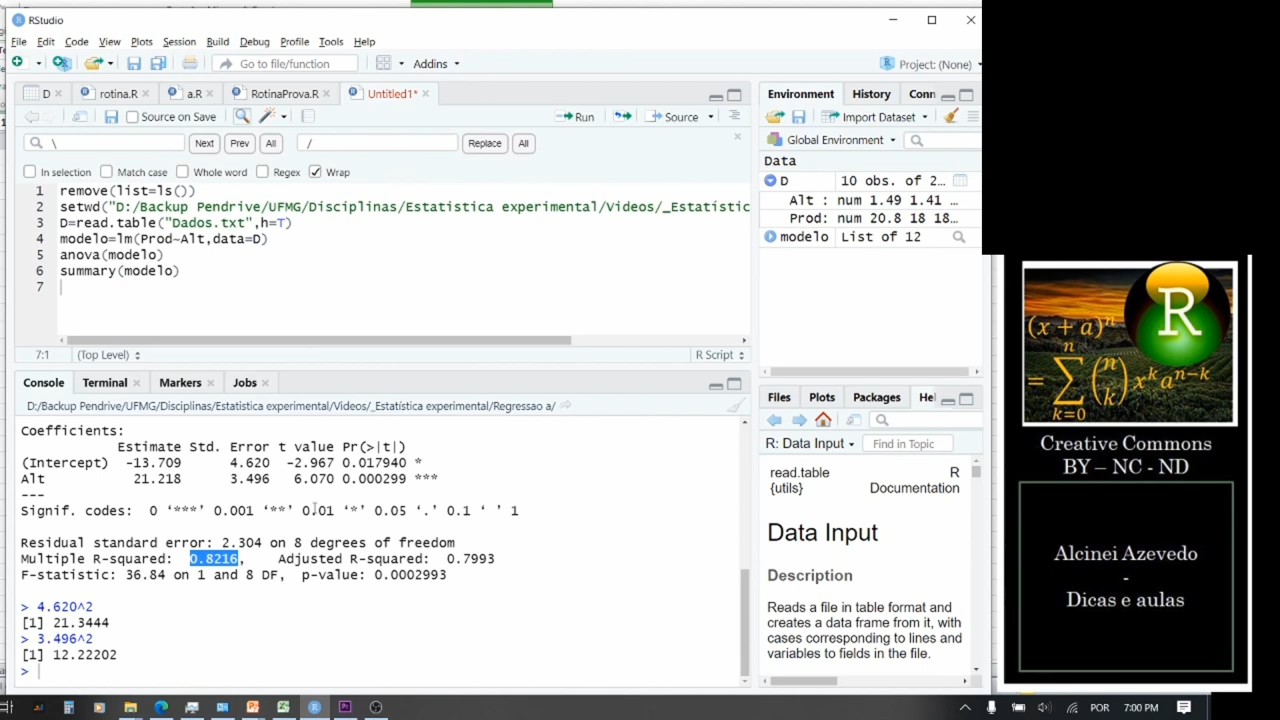 RStudio
File Edit Code View Plots Session Build Debug Profile Tools Help
Go to file/function Addins Project: (None)
D rotina.R a.R RotinaProva.R Untitled1*
Source on Save Run Source
\ Next Prev All / Replace All
In selection Match case Whole word Regex Wrap
1 remove(list=ls())
2 setwd("D:/Backup Pendrive/UFMG/Disciplinas/Estatistica experimental/Videos/_Estatístic
3 D=read.table("Dados.txt",h=T)
4 modelo=lm(Prod~Alt,data=D)
5 anova(modelo)
6 summary(modelo)
7
7:1 (Top Level) R Script
Console Terminal Markers Jobs
D:/Backup Pendrive/UFMG/Disciplinas/Estatistica experimental/Videos/_Estatística experimental/Regressao a/
Coefficients:
Estimate Std. Error t value Pr(>|t|)
(Intercept) -13.709 4.620 -2.967 0.017940 *
Alt 21.218 3.496 6.070 0.000299 ***
---
Signif. codes: 0 ‘***’ 0.001 ‘**’ 0.01 ‘*’ 0.05 ‘.’ 0.1 ‘ ’ 1
Residual standard error: 2.304 on 8 degrees of freedom
Multiple R-squared: 0.8216, Adjusted R-squared: 0.7993
F-statistic: 36.84 on 1 and 8 DF, p-value: 0.0002993
> 4.620^2
[1] 21.3444
> 3.496^2
[1] 12.22202
>
Environment History Conn
Import Dataset
Global Environment
Data
D 10 obs. of 2…
Alt : num 1.49 1.41 …
Prod: num 20.8 18 18…
modelo List of 12
Files Plots Packages Hel
R: Data Input Find in Topic
read.table R
{utils} Documentation
Data Input
Description
Reads a file in table format and
creates a data frame from it, with
cases corresponding to lines and
variables to fields in the file.
R
(x + a)^n
= ∑ k=0 n (n k) x^k a^(n−k)
Creative Commons
BY – NC - ND
Alcinei Azevedo
-
Dicas e aulas
POR 7:00 PM